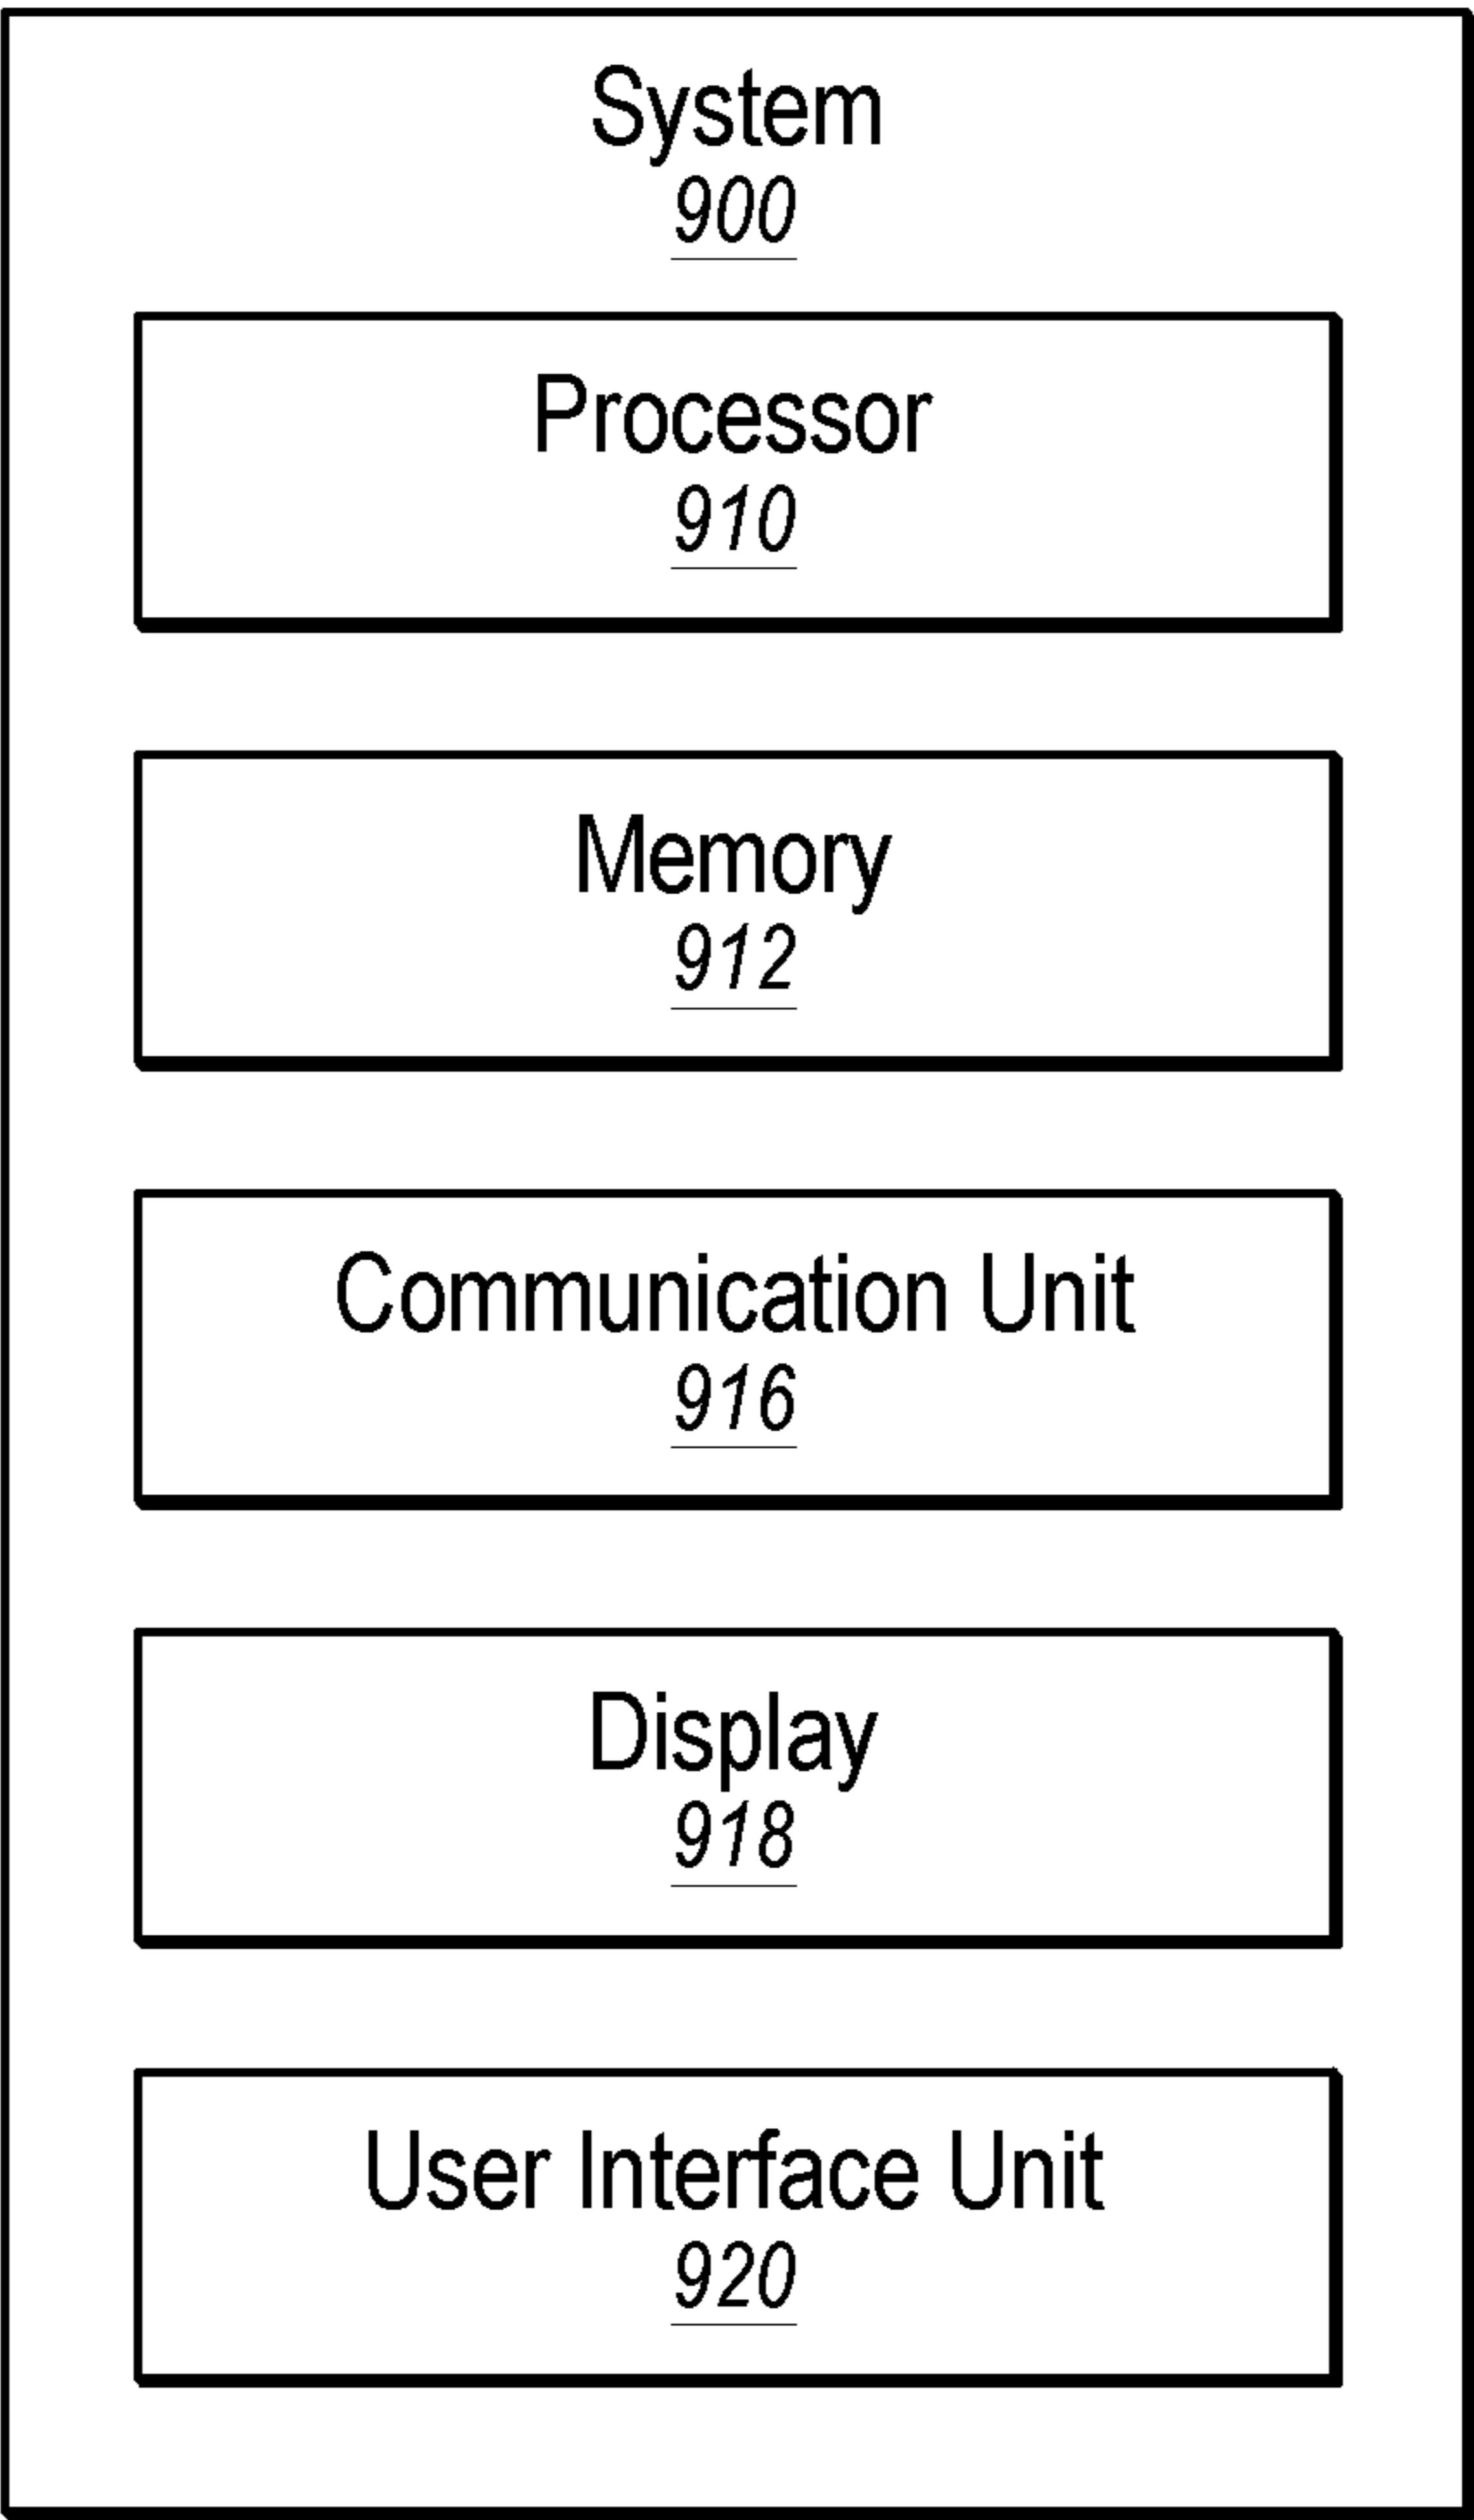 System
900
Processor
910
Memory
912
Communication Unit
916
Display
918
User Interface Unit
920